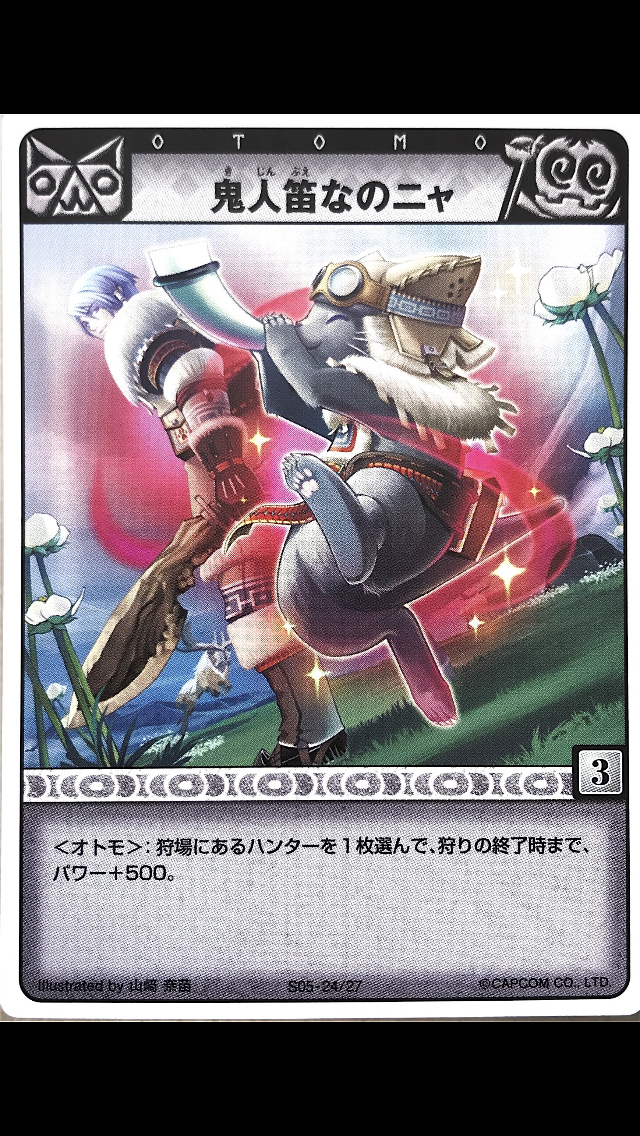 OTOMO
き じん ぶえ
鬼人笛なのニャ
3
<オトモ>：狩場にあるハンターを1枚選んで、狩りの終了時まで、
パワー+500。
Illustrated by 山﨑 奈苗 S05-24/27 ©CAPCOM CO., LTD.